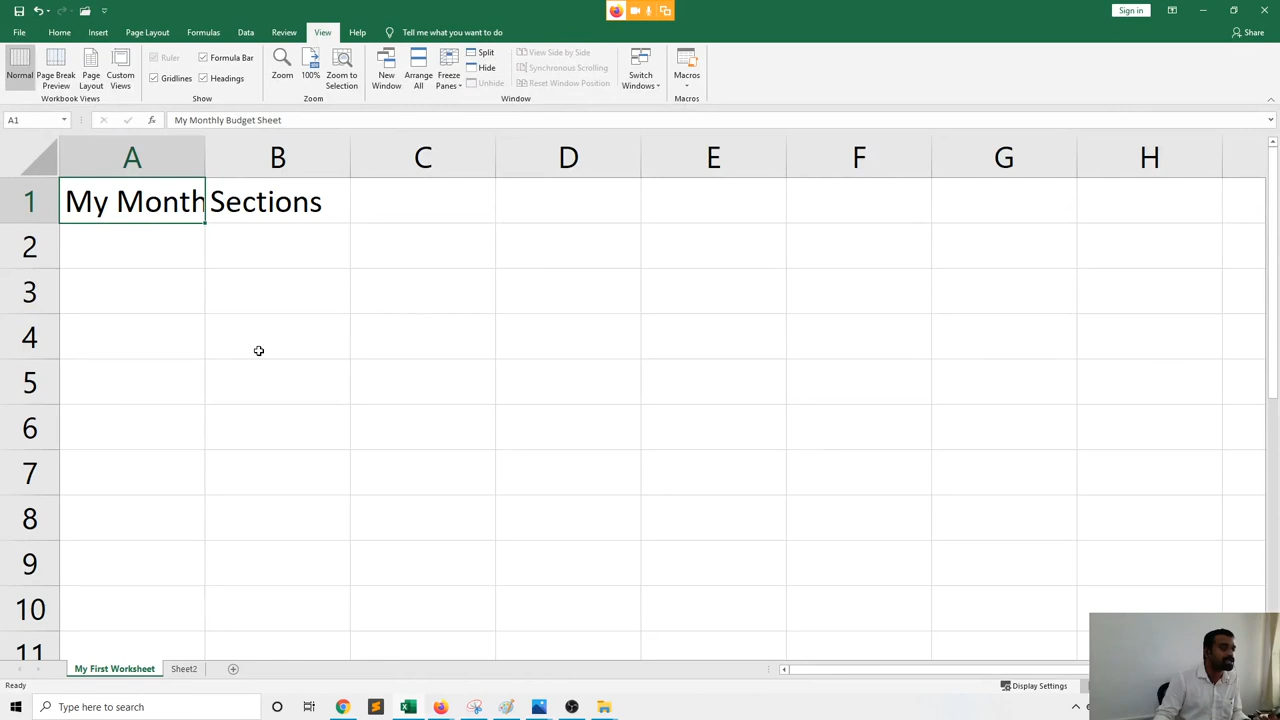 Sign in
File Home Insert Page Layout Formulas Data Review View Help Tell me what you want to do Share
Normal Page Break Preview Page Layout Custom Views
Workbook Views
Ruler Formula Bar
Gridlines Headings
Show
Zoom 100% Zoom to Selection
Zoom
New Window Arrange All Freeze Panes
Split
Hide
Unhide
View Side by Side
Synchronous Scrolling
Reset Window Position
Switch Windows
Window
Macros
Macros
A1 fx My Monthly Budget Sheet
A B C D E F G H
1 My Month Sections
2
3
4
5
6
7
8
9
10
11
My First Worksheet Sheet2
Ready Display Settings
Type here to search